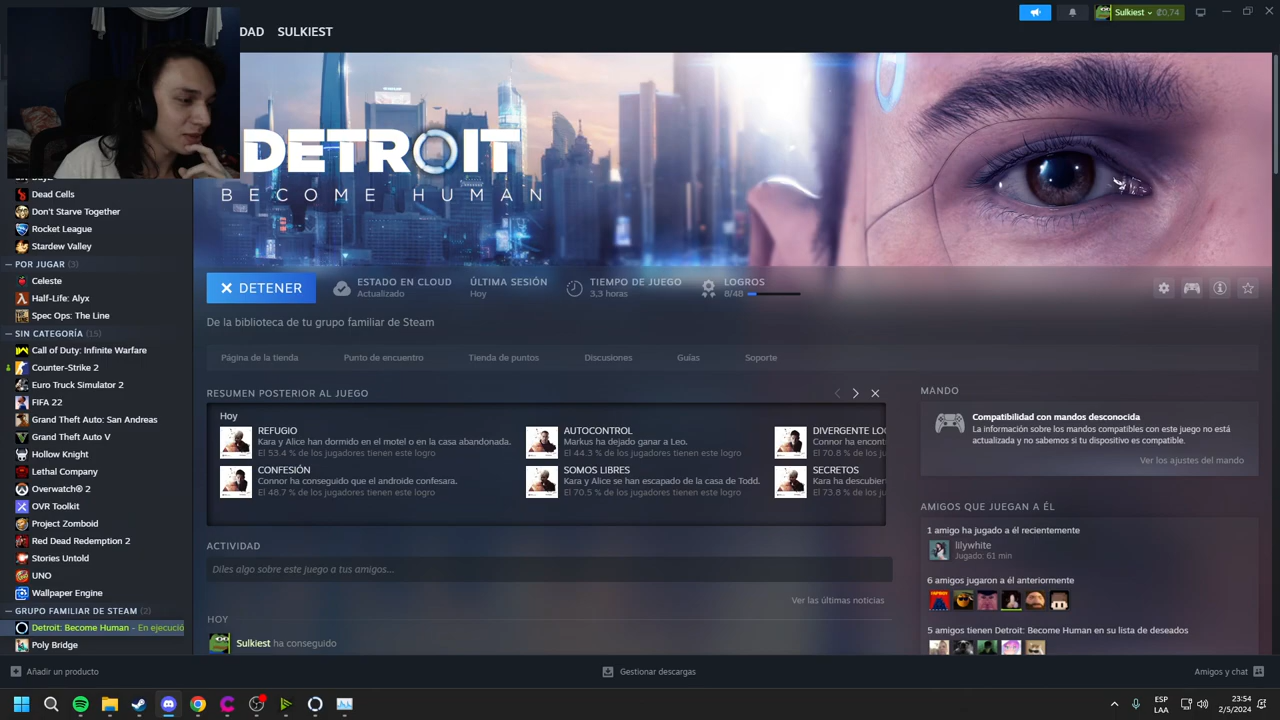 DAD SULKIEST
Sulkiest ₡0,74
DETROIT
BECOME HUMAN
Dead Cells
Don't Starve Together
Rocket League
Stardew Valley
POR JUGAR (3)
Celeste
Half-Life: Alyx
Spec Ops: The Line
SIN CATEGORÍA (15)
Call of Duty: Infinite Warfare
Counter-Strike 2
Euro Truck Simulator 2
FIFA 22
Grand Theft Auto: San Andreas
Grand Theft Auto V
Hollow Knight
Lethal Company
Overwatch® 2
OVR Toolkit
Project Zomboid
Red Dead Redemption 2
Stories Untold
UNO
Wallpaper Engine
GRUPO FAMILIAR DE STEAM (2)
Detroit: Become Human - En ejecució
Poly Bridge
DETENER
ESTADO EN CLOUD
Actualizado
ÚLTIMA SESIÓN
Hoy
TIEMPO DE JUEGO
3,3 horas
LOGROS
8/48
De la biblioteca de tu grupo familiar de Steam
Página de la tienda Punto de encuentro Tienda de puntos Discusiones Guías Soporte
RESUMEN POSTERIOR AL JUEGO
Hoy
REFUGIO
Kara y Alice han dormido en el motel o en la casa abandonada.
El 53.4 % de los jugadores tienen este logro
AUTOCONTROL
Markus ha dejado ganar a Leo.
El 44.3 % de los jugadores tienen este logro
DIVERGENTE LO
Connor ha encont
El 70.8 % de los ju
CONFESIÓN
Connor ha conseguido que el androide confesara.
El 48.7 % de los jugadores tienen este logro
SOMOS LIBRES
Kara y Alice se han escapado de la casa de Todd.
El 70.5 % de los jugadores tienen este logro
SECRETOS
Kara ha descubier
El 73.8 % de los ju
ACTIVIDAD
Diles algo sobre este juego a tus amigos...
Ver las últimas noticias
HOY
Sulkiest ha conseguido
MANDO
Compatibilidad con mandos desconocida
La información sobre los mandos compatibles con este juego no está
actualizada y no sabemos si tu dispositivo es compatible.
Ver los ajustes del mando
AMIGOS QUE JUEGAN A ÉL
1 amigo ha jugado a él recientemente
lilywhite
Jugado: 61 min
6 amigos jugaron a él anteriormente
5 amigos tienen Detroit: Become Human en su lista de deseados
Añadir un producto
Gestionar descargas
Amigos y chat
ESP
LAA
23:54
2/5/2024